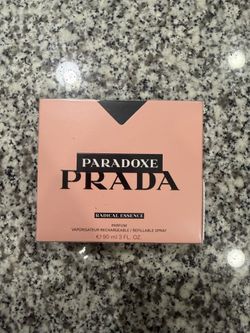 PARADOXE
PRADA
RADICAL ESSENCE
PARFUM
VAPORISATEUR RECHARGEABLE / REFILLABLE SPRAY
℮ 90 ml 3 FL. OZ.